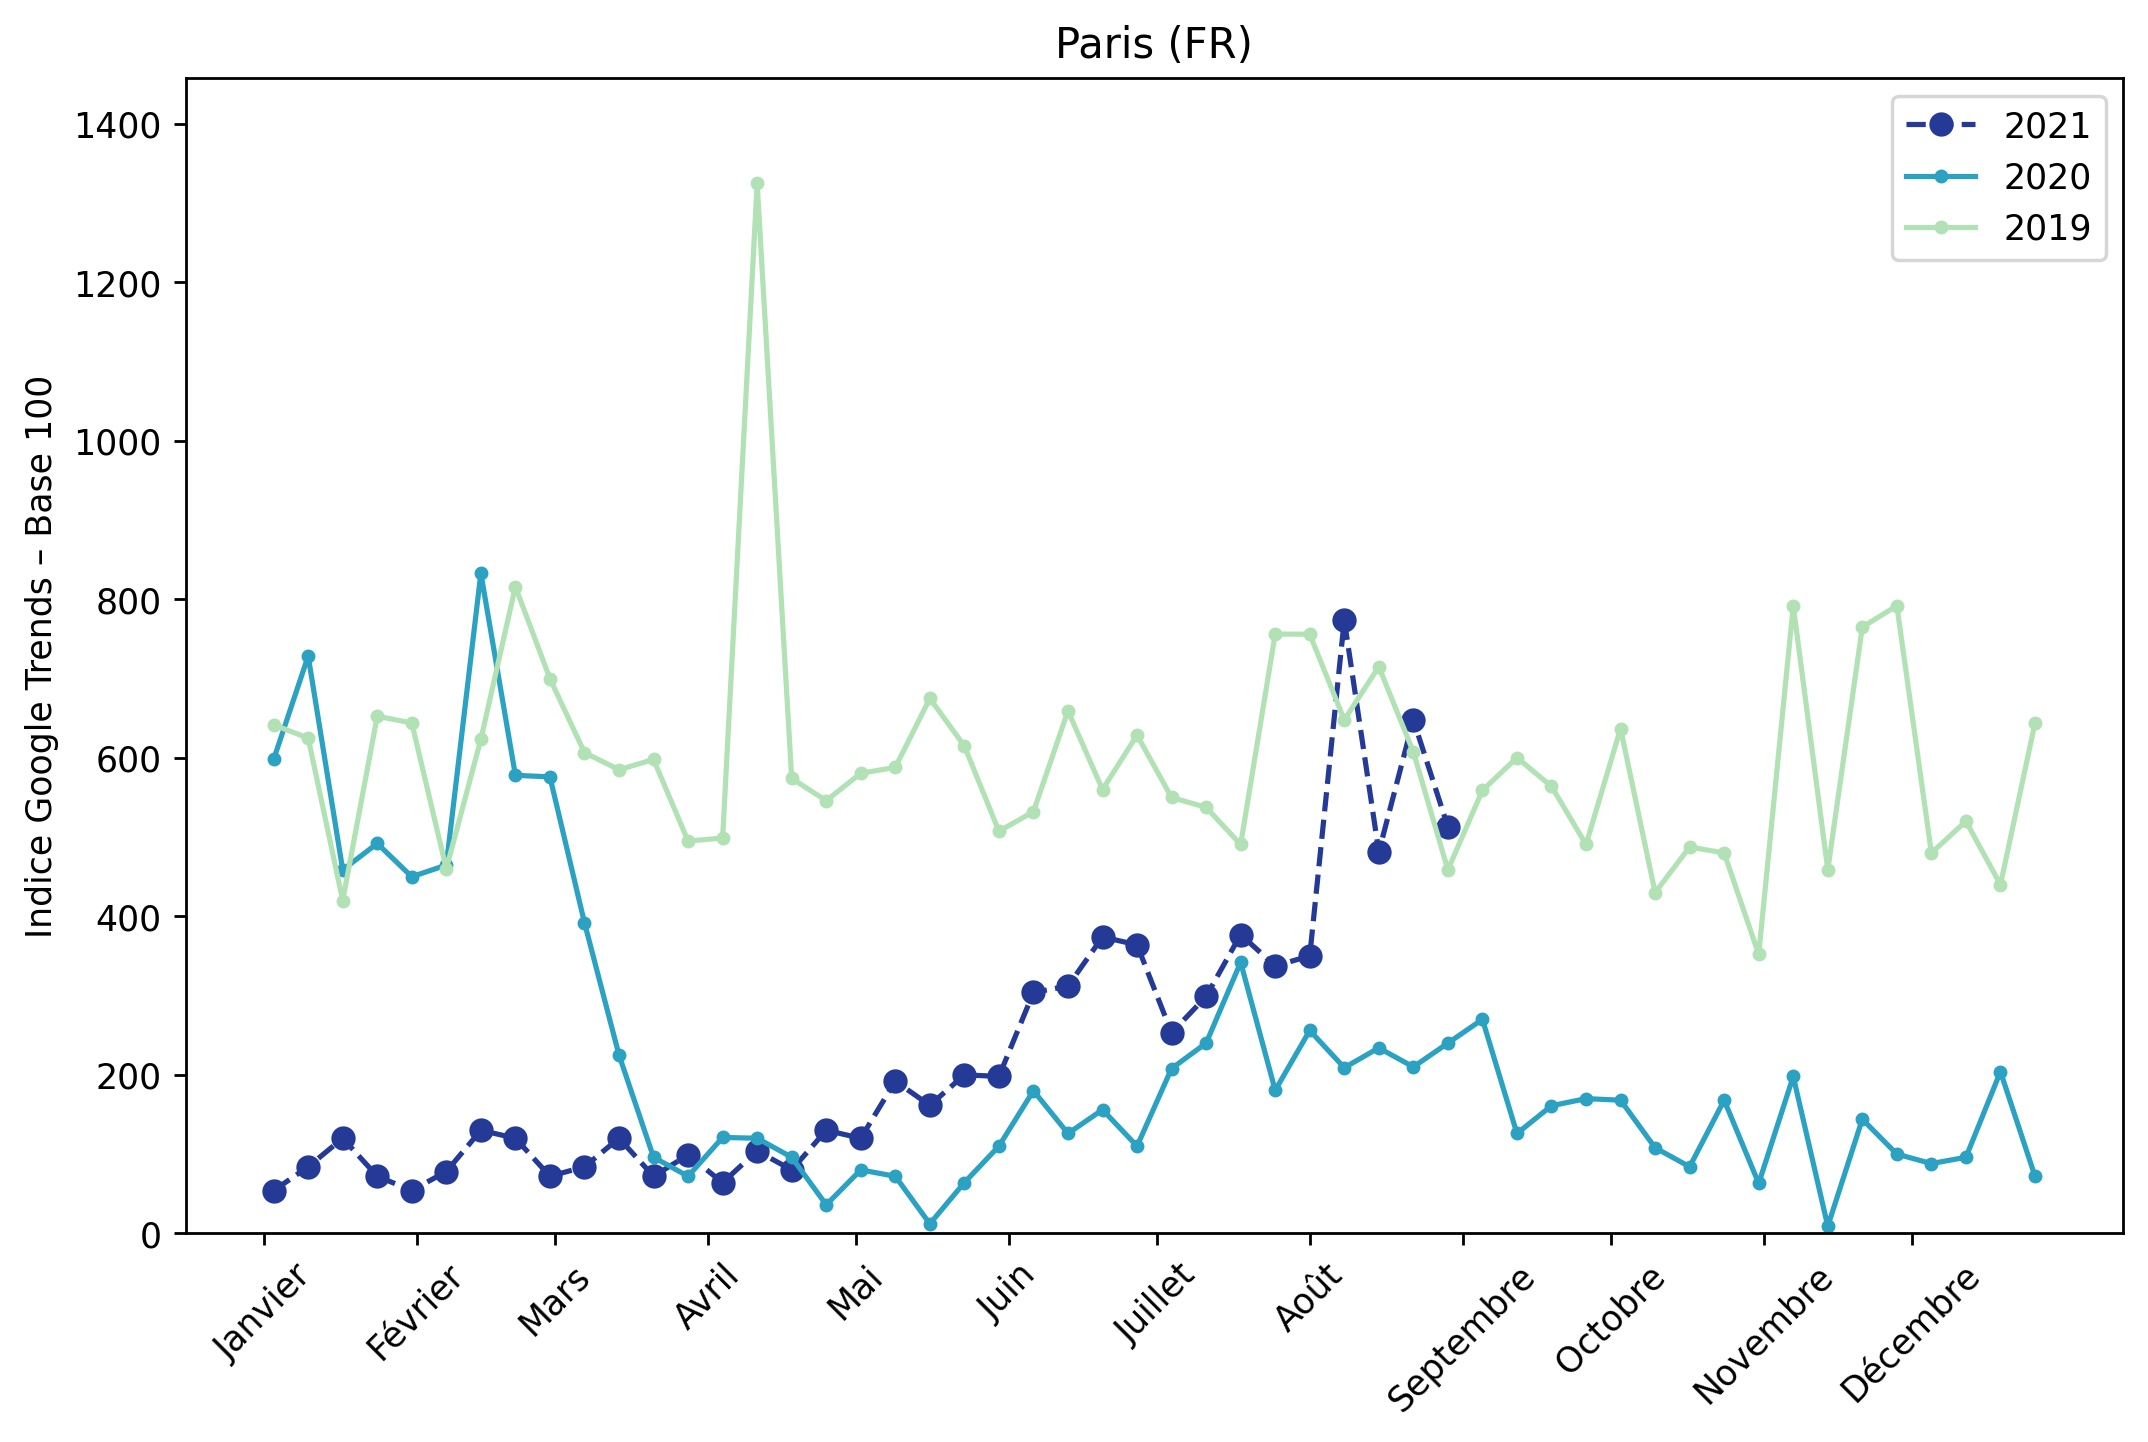 Paris (FR)
Indice Google Trends – Base 100
1400
1200
1000
800
600
400
200
0
2021
2020
2019
Janvier
Février
Mars
Avril
Mai
Juin
Juillet
Août
Septembre
Octobre
Novembre
Décembre